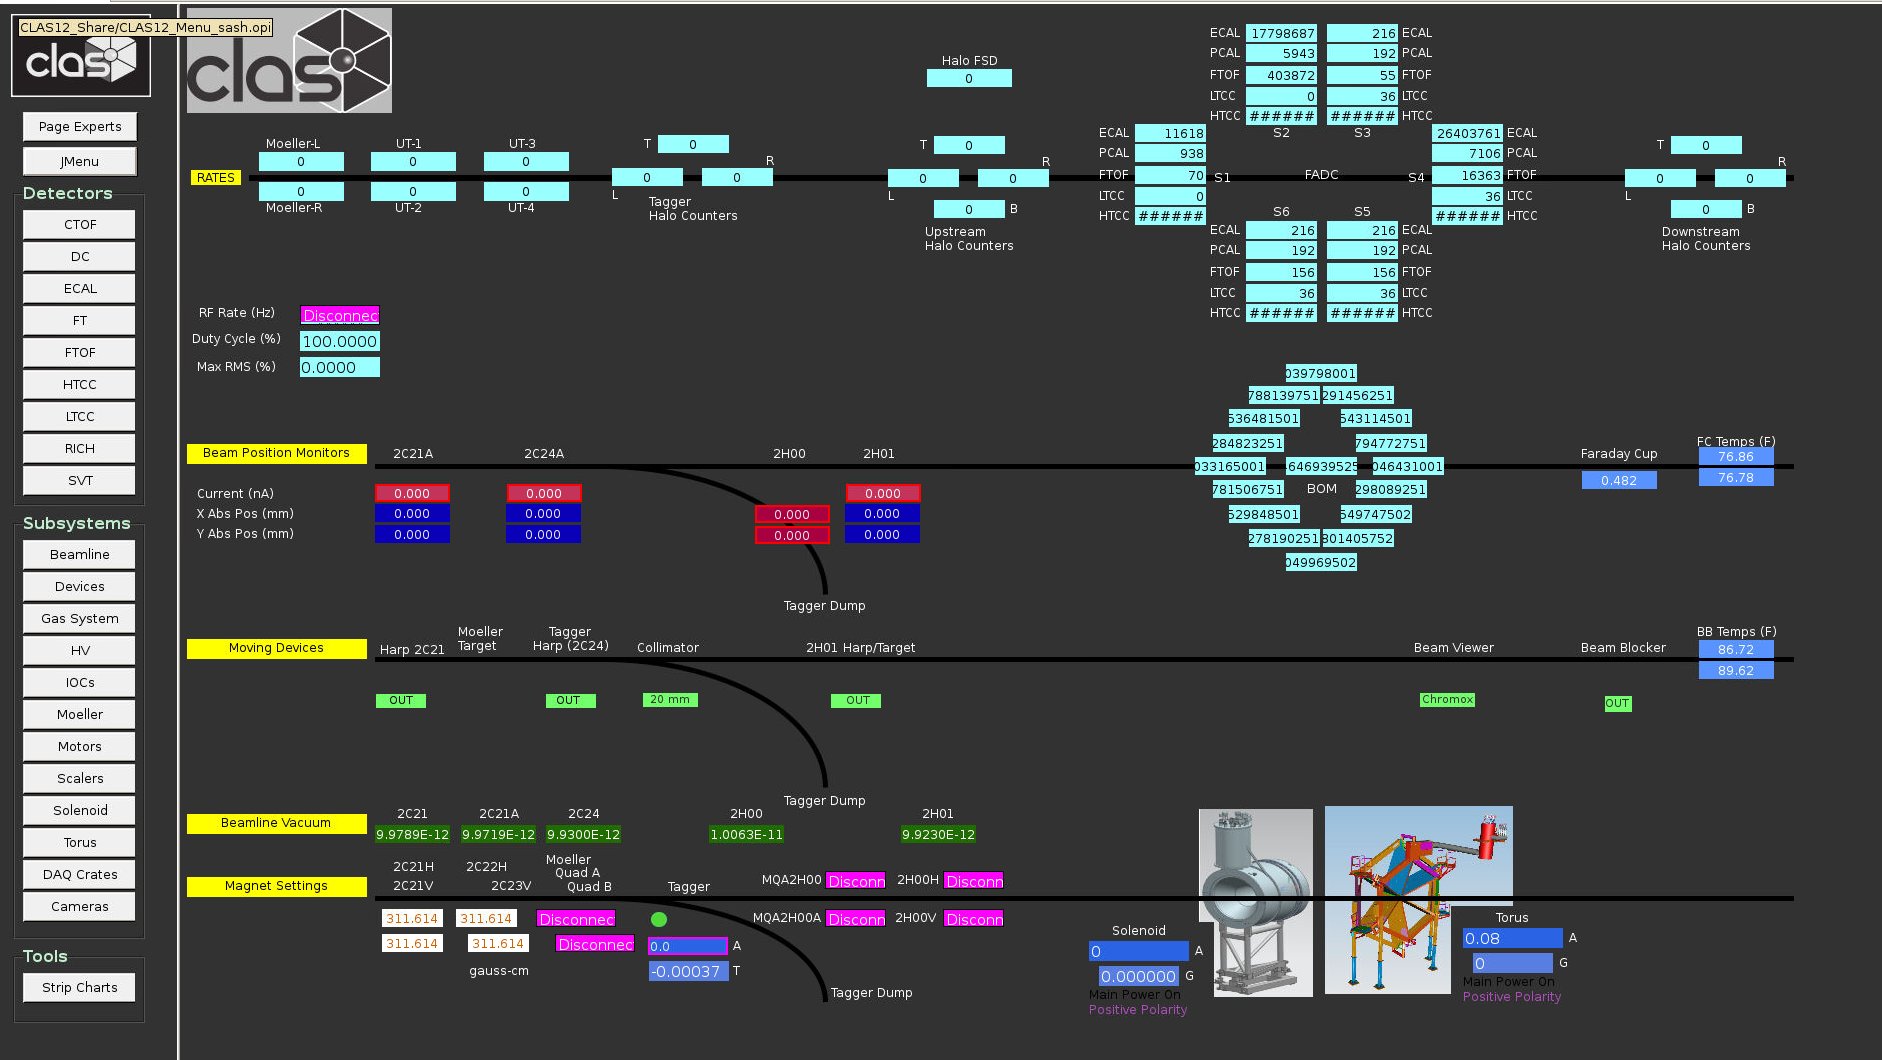 CLAS12_Share/CLAS12_Menu_sash.opi
clas
clas
Page Experts
JMenu
Detectors
CTOF
DC
ECAL
FT
FTOF
HTCC
LTCC
RICH
SVT
Subsystems
Beamline
Devices
Gas System
HV
IOCs
Moeller
Motors
Scalers
Solenoid
Torus
DAQ Crates
Cameras
Tools
Strip Charts
RATES
Moeller-L UT-1 UT-3
0 0 0
0 0 0
Moeller-R UT-2 UT-4
T 0
R
0 0
L
Tagger
Halo Counters
Halo FSD
0
T 0
R
0 0
L
0 B
Upstream
Halo Counters
ECAL 17798687 216 ECAL
PCAL 5943 192 PCAL
FTOF 403872 55 FTOF
LTCC 0 36 LTCC
HTCC ###### ###### HTCC
S2 S3
ECAL 11618
PCAL 938
FTOF 70 S1
LTCC 0
HTCC ######
FADC
26403761 ECAL
7106 PCAL
S4 16363 FTOF
36 LTCC
###### HTCC
S6 S5
ECAL 216 216 ECAL
PCAL 192 192 PCAL
FTOF 156 156 FTOF
LTCC 36 36 LTCC
HTCC ###### ###### HTCC
T 0
R
0 0
L
0 B
Downstream
Halo Counters
RF Rate (Hz) Disconnec
Duty Cycle (%) 100.0000
Max RMS (%) 0.0000
039798001
788139751 291456251
536481501 543114501
284823251 794772751
033165001 646939525 046431001
781506751 BOM 298089251
529848501 549747502
278190251 801405752
049969502
Beam Position Monitors 2C21A 2C24A 2H00 2H01
Current (nA) 0.000 0.000 0.000
X Abs Pos (mm) 0.000 0.000 0.000 0.000
Y Abs Pos (mm) 0.000 0.000 0.000 0.000
Tagger Dump
Faraday Cup
0.482
FC Temps (F)
76.86
76.78
Moving Devices Harp 2C21
Moeller
Target
Tagger
Harp (2C24)
Collimator 2H01 Harp/Target Beam Viewer Beam Blocker
BB Temps (F)
86.72
89.62
OUT OUT 20 mm OUT Chromox OUT
Tagger Dump
Beamline Vacuum
2C21 2C21A 2C24 2H00 2H01
9.9789E-12 9.9719E-12 9.9300E-12 1.0063E-11 9.9230E-12
Magnet Settings
2C21H 2C22H
2C21V 2C23V
Moeller
Quad A
Quad B
Tagger
MQA2H00 Disconn 2H00H Disconn
MQA2H00A Disconn 2H00V Disconn
311.614 311.614 Disconnec
311.614 311.614 Disconnec
gauss-cm
0.0 A
-0.00037 T
Tagger Dump
Solenoid
0 A
0.000000 G
Main Power On
Positive Polarity
Torus
0.08 A
0 G
Main Power On
Positive Polarity